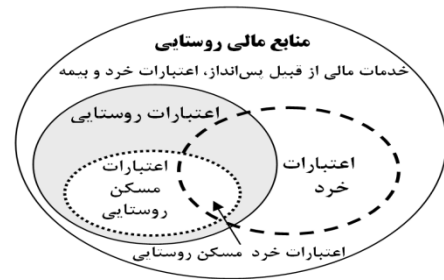 منابع مالی روستایی
خدمات مالی از قبیل پس‌انداز، اعتبارات خرد و بیمه
اعتبارات روستایی
اعتبارات
مسکن
روستایی
اعتبارات
خرد
اعتبارات خرد مسکن روستایی